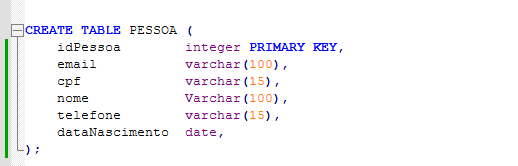 CREATE TABLE PESSOA (
idPessoa integer PRIMARY KEY,
email varchar(100),
cpf varchar(15),
nome Varchar(100),
telefone varchar(15),
dataNascimento date,
);